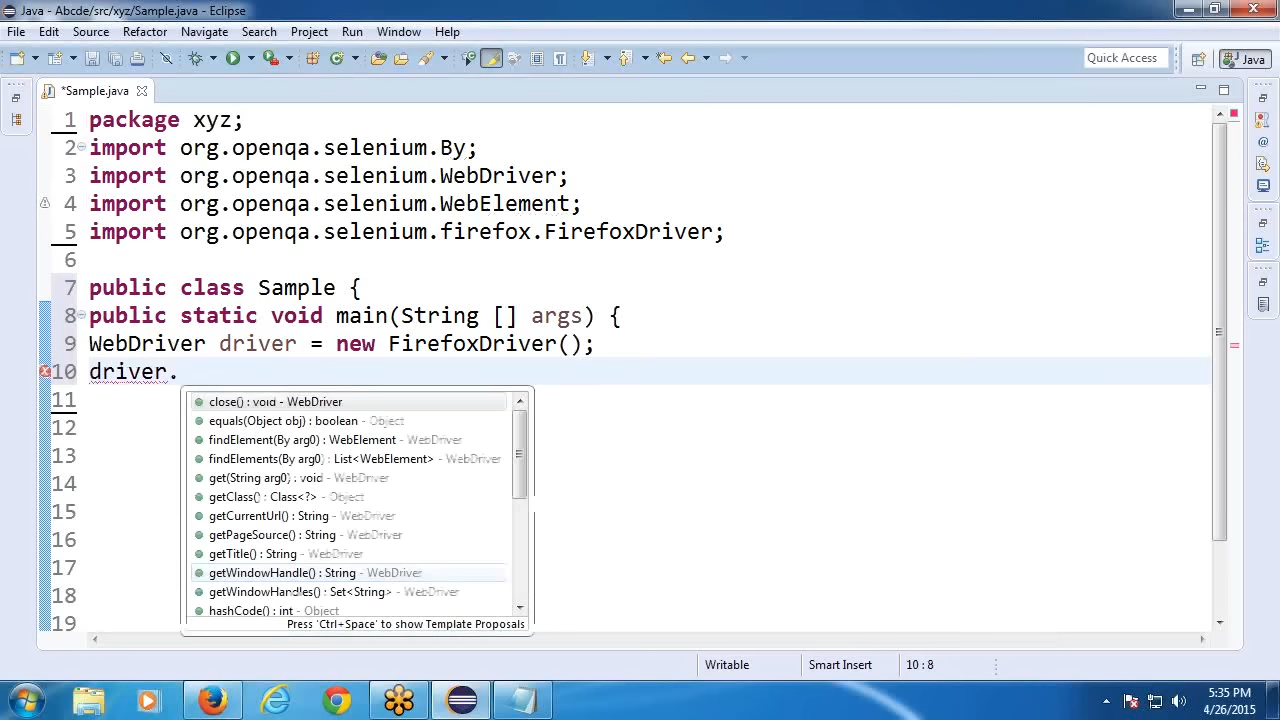 Java - Abcde/src/xyz/Sample.java - Eclipse
File Edit Source Refactor Navigate Search Project Run Window Help
Quick Access Java
*Sample.java
1 package xyz;
2 import org.openqa.selenium.By;
3 import org.openqa.selenium.WebDriver;
4 import org.openqa.selenium.WebElement;
5 import org.openqa.selenium.firefox.FirefoxDriver;
6
7 public class Sample {
8 public static void main(String [] args) {
9 WebDriver driver = new FirefoxDriver();
10 driver.
11
12
13
14
15
16
17
18
19
close() : void - WebDriver
equals(Object obj) : boolean - Object
findElement(By arg0) : WebElement - WebDriver
findElements(By arg0) : List<WebElement> - WebDriver
get(String arg0) : void - WebDriver
getClass() : Class<?> - Object
getCurrentUrl() : String - WebDriver
getPageSource() : String - WebDriver
getTitle() : String - WebDriver
getWindowHandle() : String - WebDriver
getWindowHandles() : Set<String> - WebDriver
hashCode() : int - Object
Press 'Ctrl+Space' to show Template Proposals
Writable Smart Insert 10 : 8
5:35 PM
4/26/2015